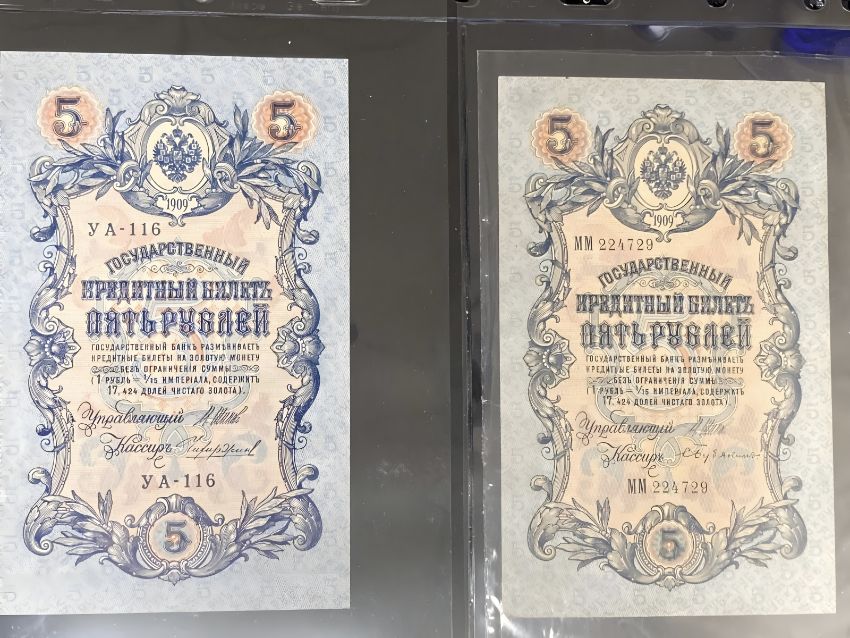 5 5
1909
УА-116
ГОСУДАРСТВЕННЫЙ
КРЕДИТНЫЙ БИЛЕТЪ
ПЯТЬ РУБЛЕЙ
ГОСУДАРСТВЕННЫЙ БАНКЪ РАЗМѢНИВАЕТЪ
КРЕДИТНЫЕ БИЛЕТЫ НА ЗОЛОТУЮ МОНЕТУ
БЕЗЪ ОГРАНИЧЕНІЯ СУММЫ
(1 РУБЛЬ = 1/15 ИМПЕРІАЛА, СОДЕРЖИТЪ
17,424 ДОЛЕЙ ЧИСТАГО ЗОЛОТА).
Управляющій
Кассиръ
УА-116
5
5 5
1909
ММ 224729
ГОСУДАРСТВЕННЫЙ
КРЕДИТНЫЙ БИЛЕТЪ
ПЯТЬ РУБЛЕЙ
ГОСУДАРСТВЕННЫЙ БАНКЪ РАЗМѢНИВАЕТЪ
КРЕДИТНЫЕ БИЛЕТЫ НА ЗОЛОТУЮ МОНЕТУ
БЕЗЪ ОГРАНИЧЕНІЯ СУММЫ
(1 РУБЛЬ = 1/15 ИМПЕРІАЛА, СОДЕРЖИТЪ
17,424 ДОЛЕЙ ЧИСТАГО ЗОЛОТА).
Управляющій
Кассиръ
ММ 224729
5